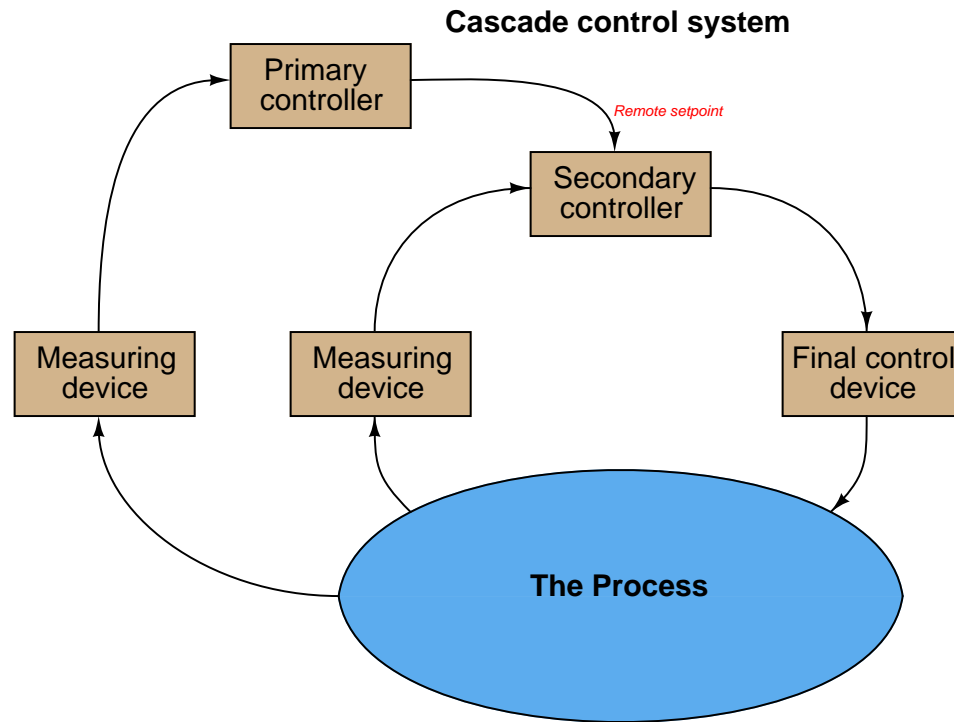 Cascade control system
Primary
controller
Remote setpoint
Secondary
controller
Measuring
device
Measuring
device
Final control
device
The Process